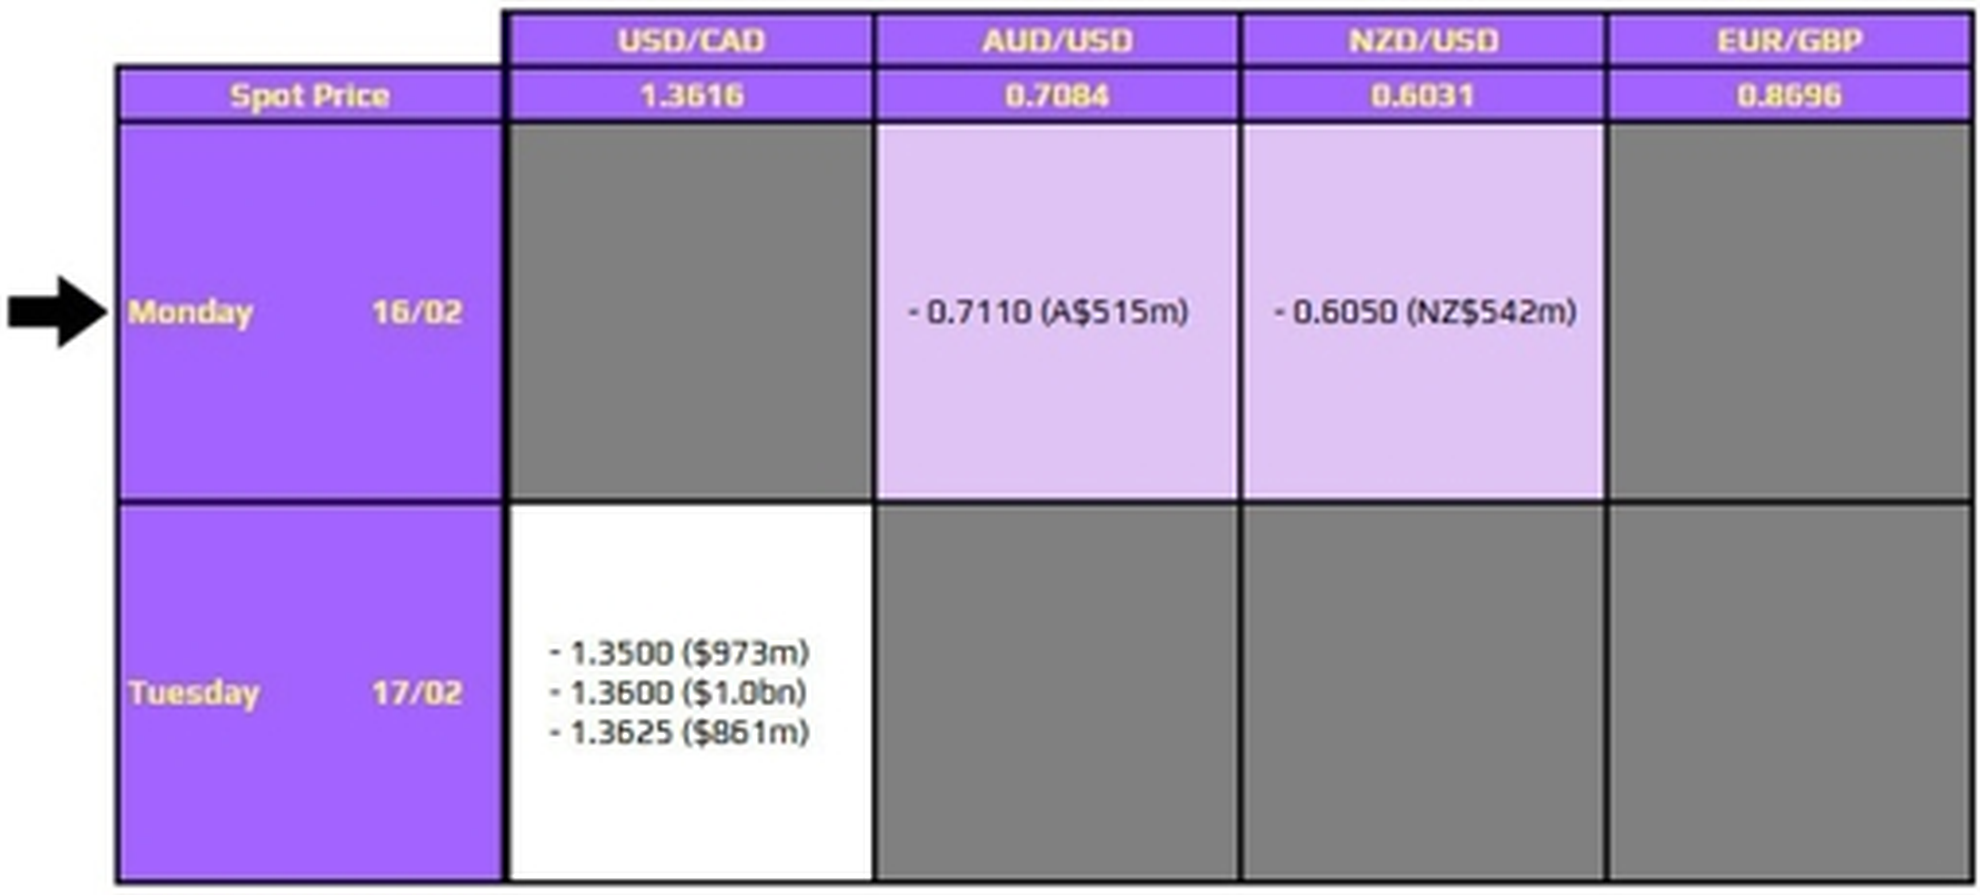 USD/CAD AUD/USD NZD/USD EUR/GBP
Spot Price 1.3616 0.7084 0.6031 0.8696
Monday 16/02 - 0.7110 (A$515m) - 0.6050 (NZ$542m)
Tuesday 17/02
- 1.3500 ($973m)
- 1.3600 ($1.0bn)
- 1.3625 ($861m)